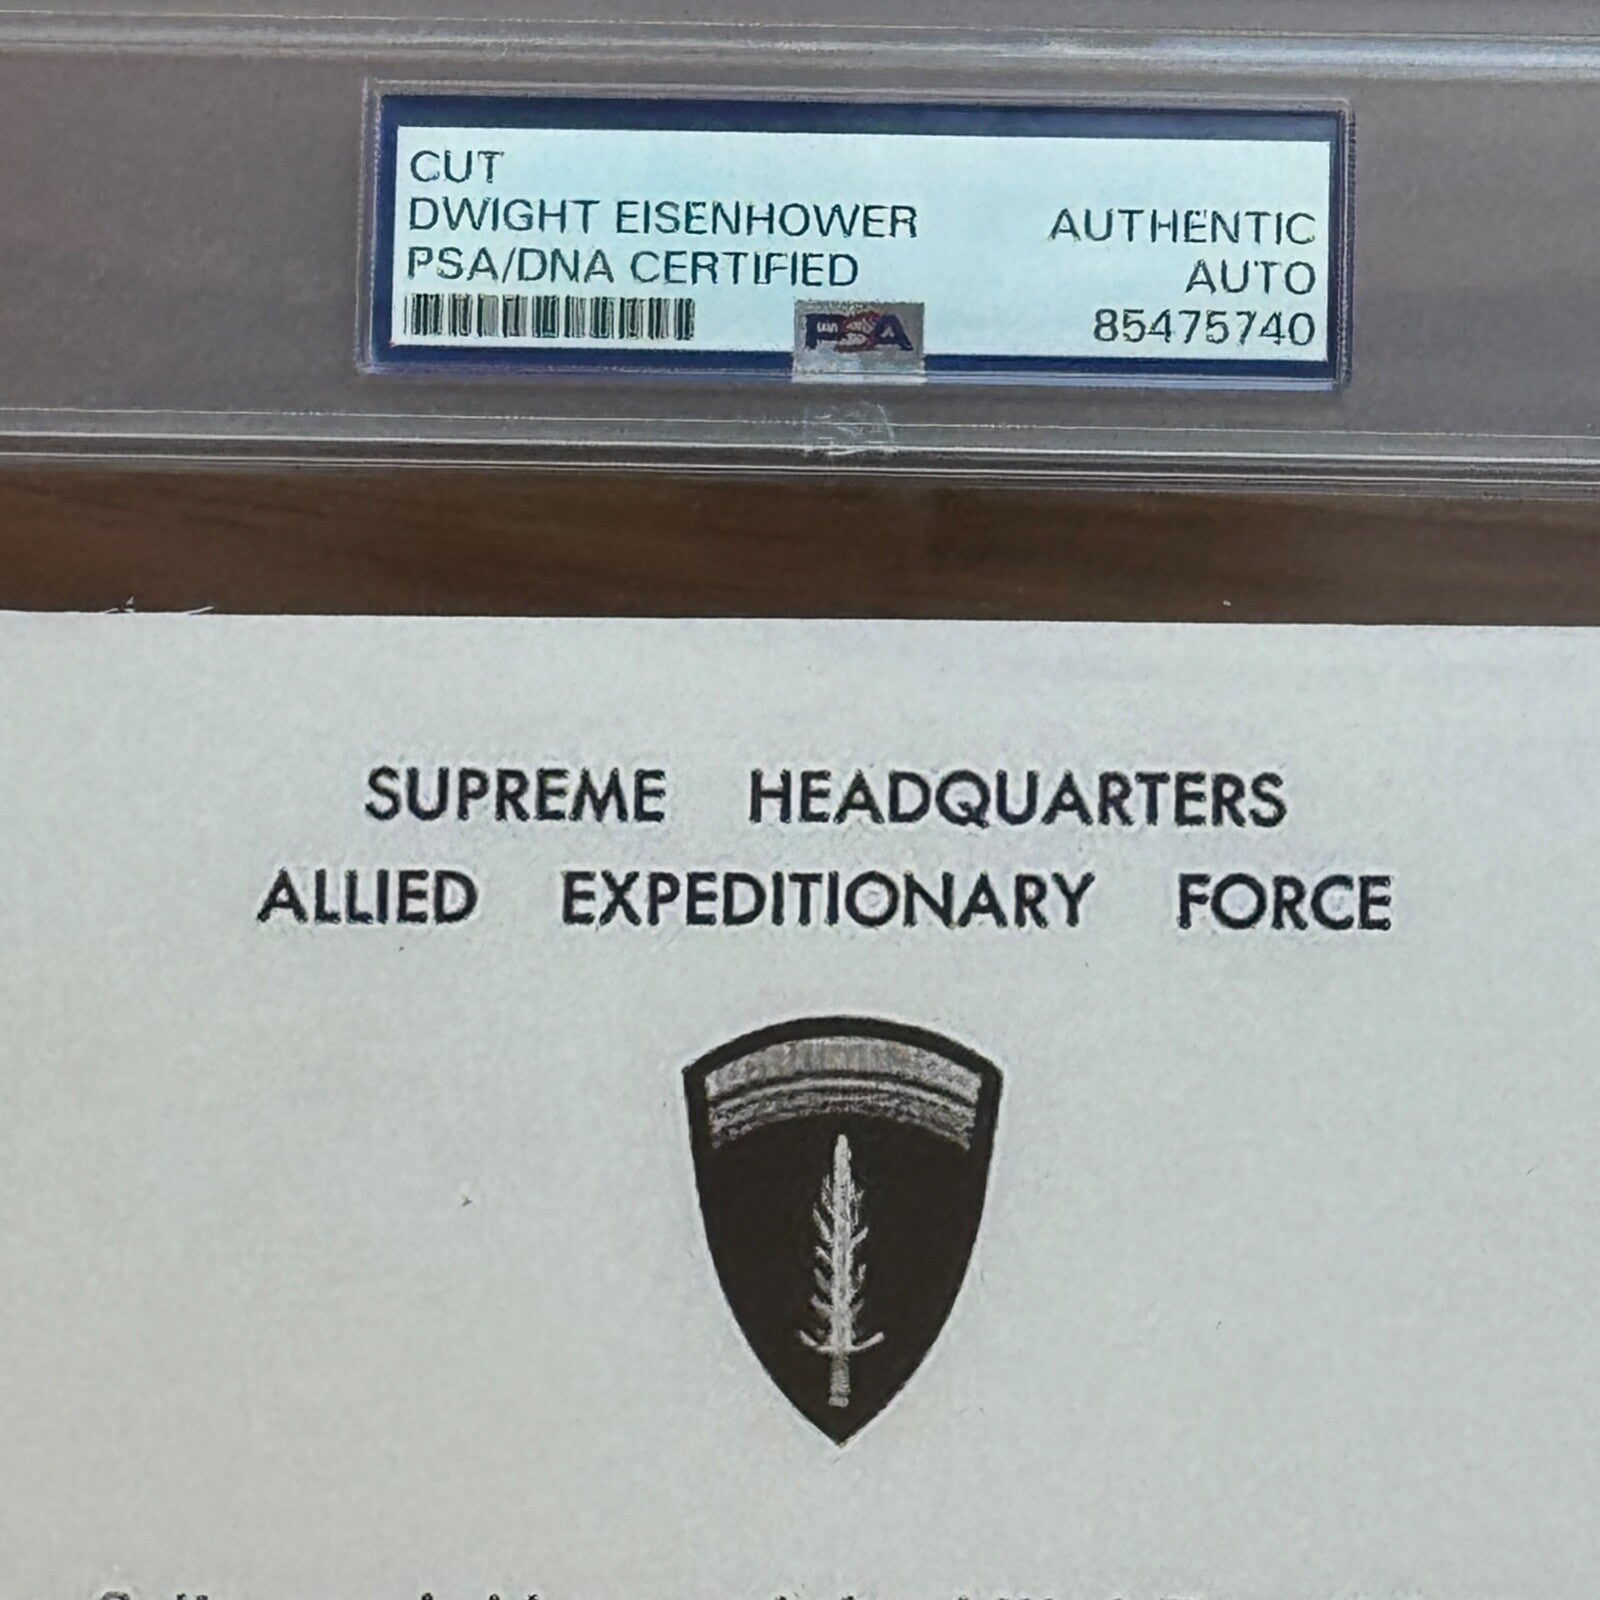 CUT
DWIGHT EISENHOWER
PSA/DNA CERTIFIED
AUTHENTIC
AUTO
85475740
PSA
SUPREME HEADQUARTERS
ALLIED EXPEDITIONARY FORCE